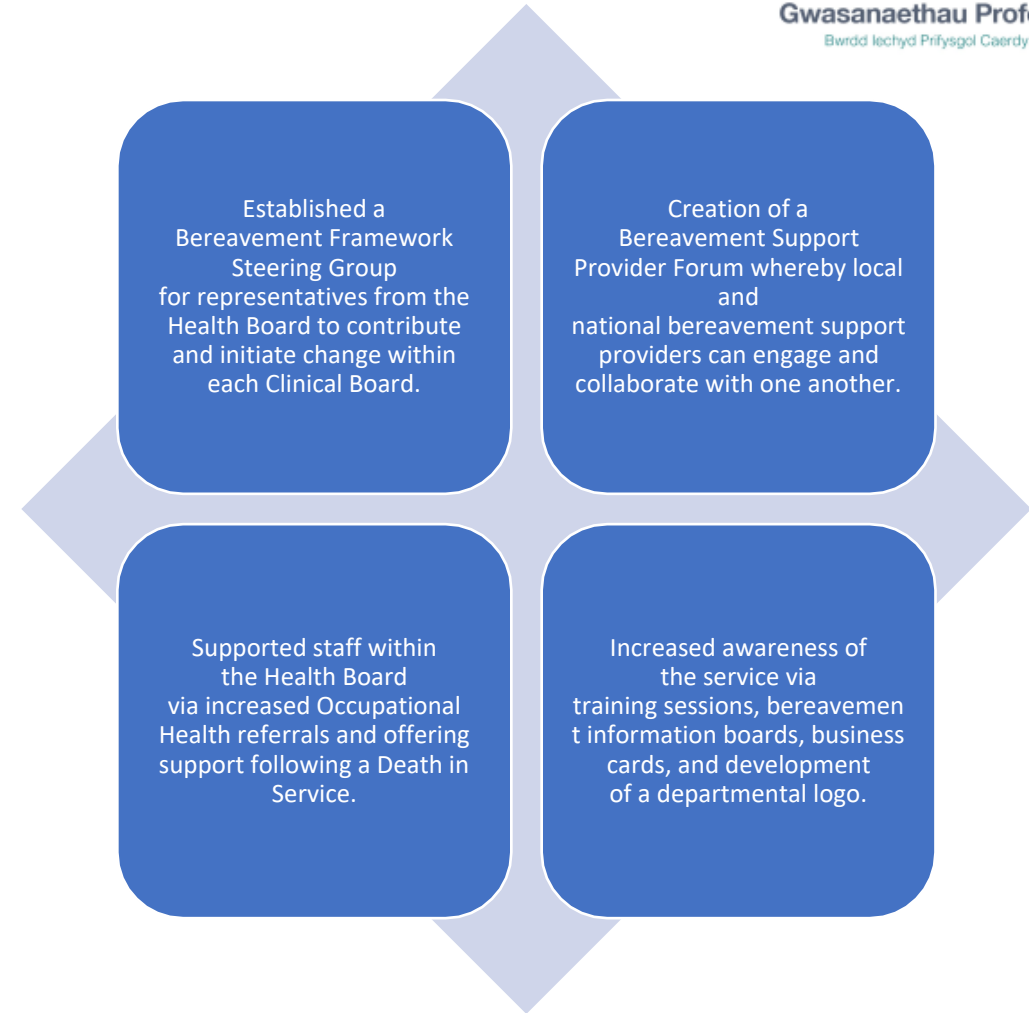 Gwasanaethau Profe
Bwrdd Iechyd Prifysgol Caerdy
Established a
Bereavement Framework
Steering Group
for representatives from the
Health Board to contribute
and initiate change within
each Clinical Board.
Creation of a
Bereavement Support
Provider Forum whereby local
and
national bereavement support
providers can engage and
collaborate with one another.
Supported staff within
the Health Board
via increased Occupational
Health referrals and offering
support following a Death in
Service.
Increased awareness of
the service via
training sessions, bereavemen
t information boards, business
cards, and development
of a departmental logo.